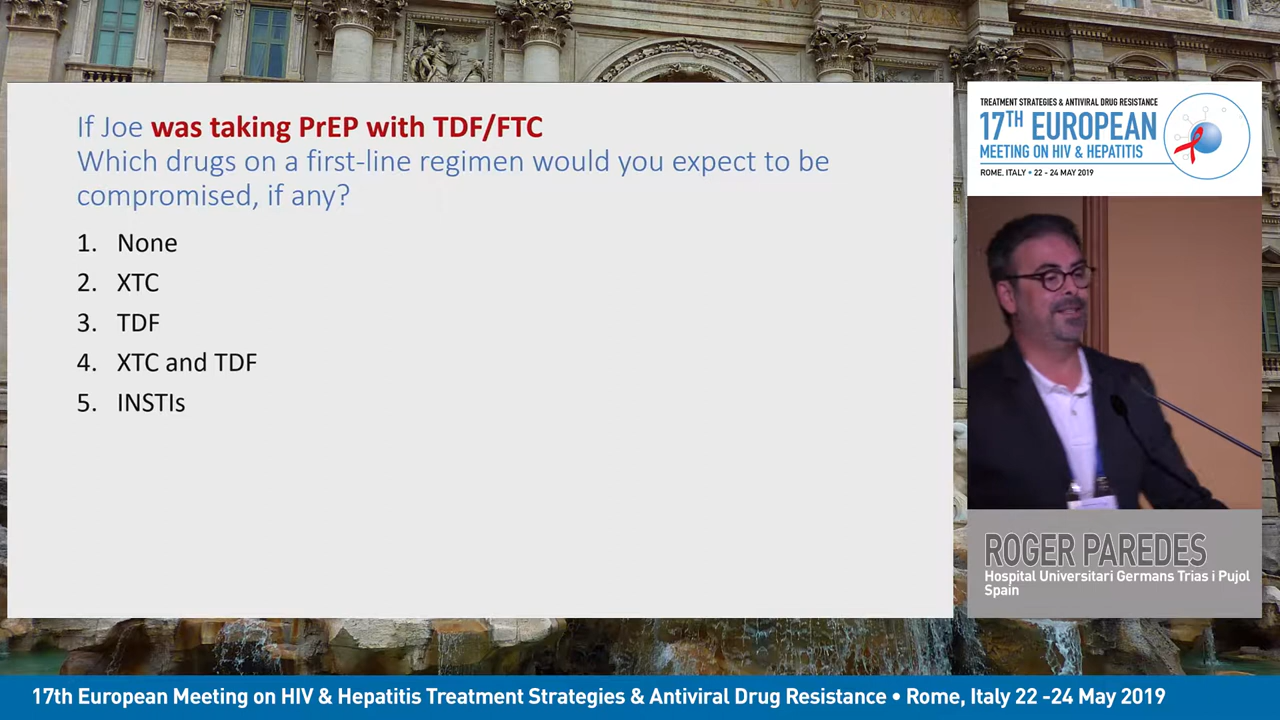 If Joe was taking PrEP with TDF/FTC
Which drugs on a first-line regimen would you expect to be
compromised, if any?
1. None
2. XTC
3. TDF
4. XTC and TDF
5. INSTIs
TREATMENT STRATEGIES & ANTIVIRAL DRUG RESISTANCE
17TH EUROPEAN
MEETING ON HIV & HEPATITIS
ROME, ITALY • 22 - 24 MAY 2019
ROGER PAREDES
Hospital Universitari Germans Trias i Pujol
Spain
17th European Meeting on HIV & Hepatitis Treatment Strategies & Antiviral Drug Resistance • Rome, Italy 22 -24 May 2019